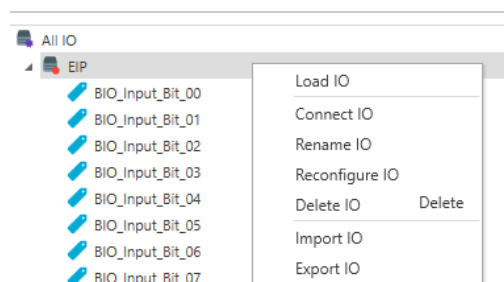 All IO
EIP
BIO_Input_Bit_00
BIO_Input_Bit_01
BIO_Input_Bit_02
BIO_Input_Bit_03
BIO_Input_Bit_04
BIO_Input_Bit_05
BIO_Input_Bit_06
BIO_Input_Bit_07
Load IO
Connect IO
Rename IO
Reconfigure IO
Delete IO Delete
Import IO
Export IO